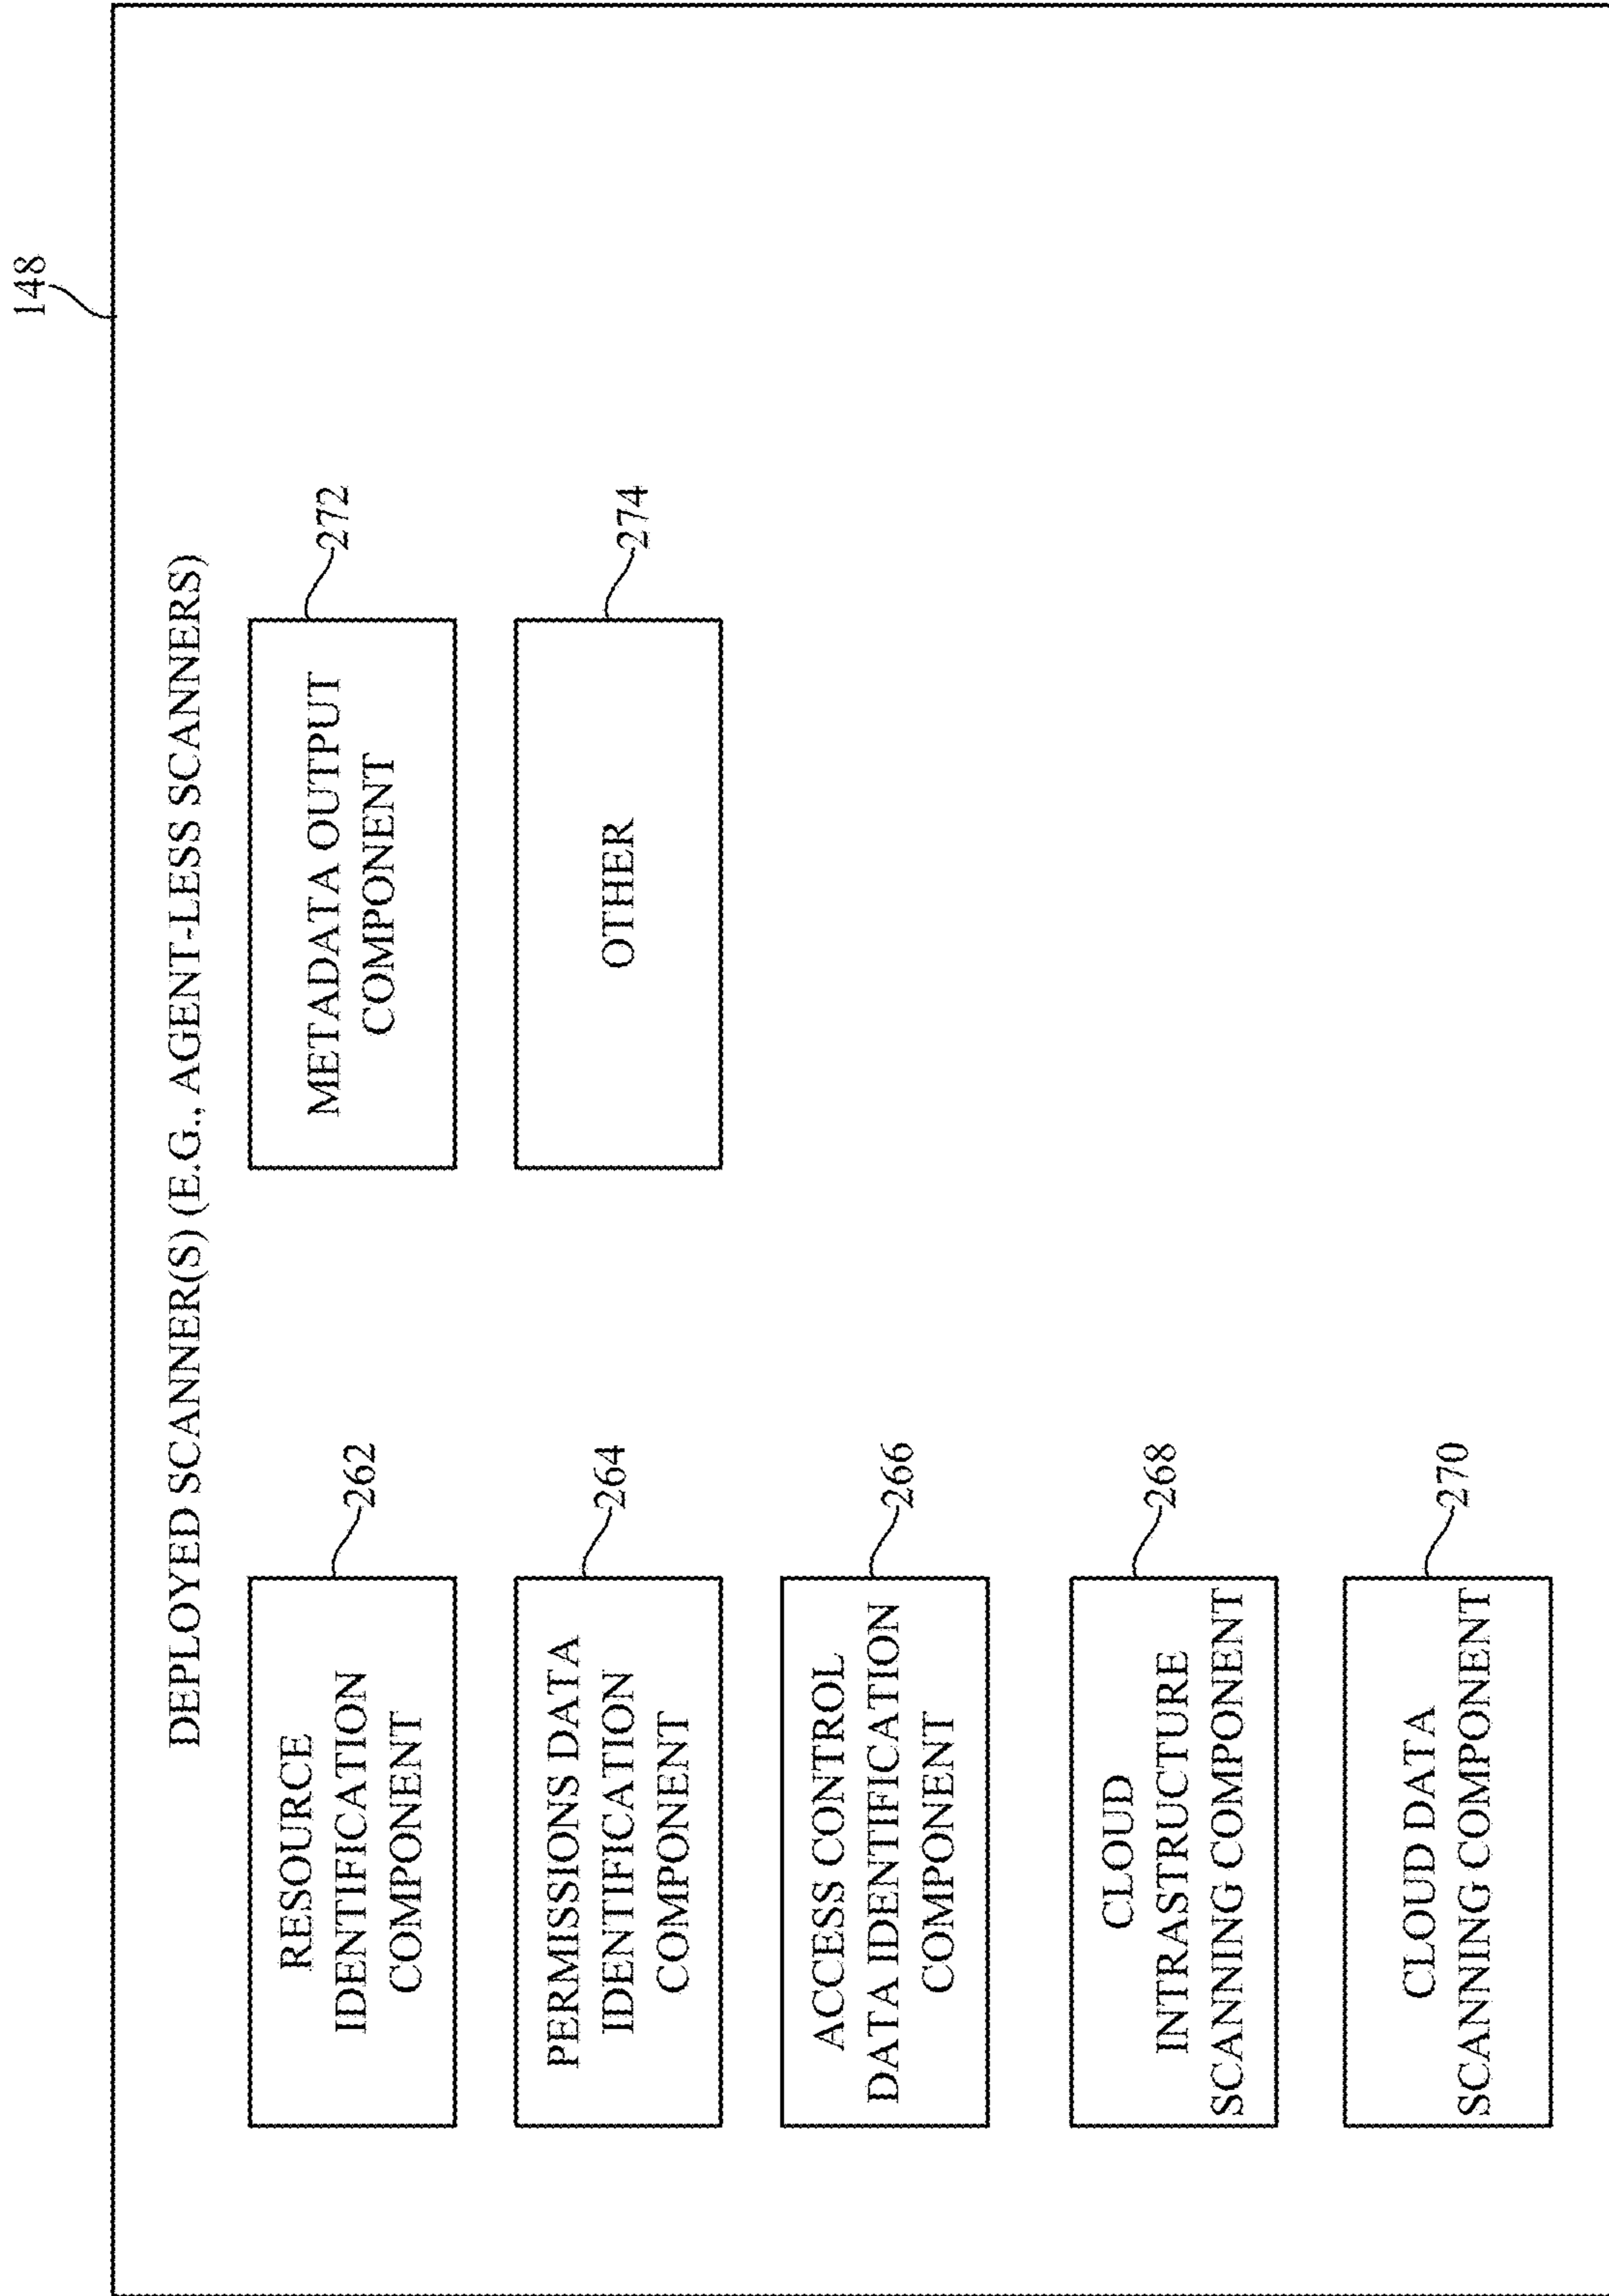 148
DEPLOYED SCANNER(S) (E.G., AGENT-LESS SCANNERS)
RESOURCE
IDENTIFICATION
COMPONENT
262
PERMISSIONS DATA
IDENTIFICATION
COMPONENT
264
ACCESS CONTROL
DATA IDENTIFICATION
COMPONENT
266
CLOUD
INTRASTRUCTURE
SCANNING COMPONENT
268
CLOUD DATA
SCANNING COMPONENT
270
METADATA OUTPUT
COMPONENT
272
OTHER
274